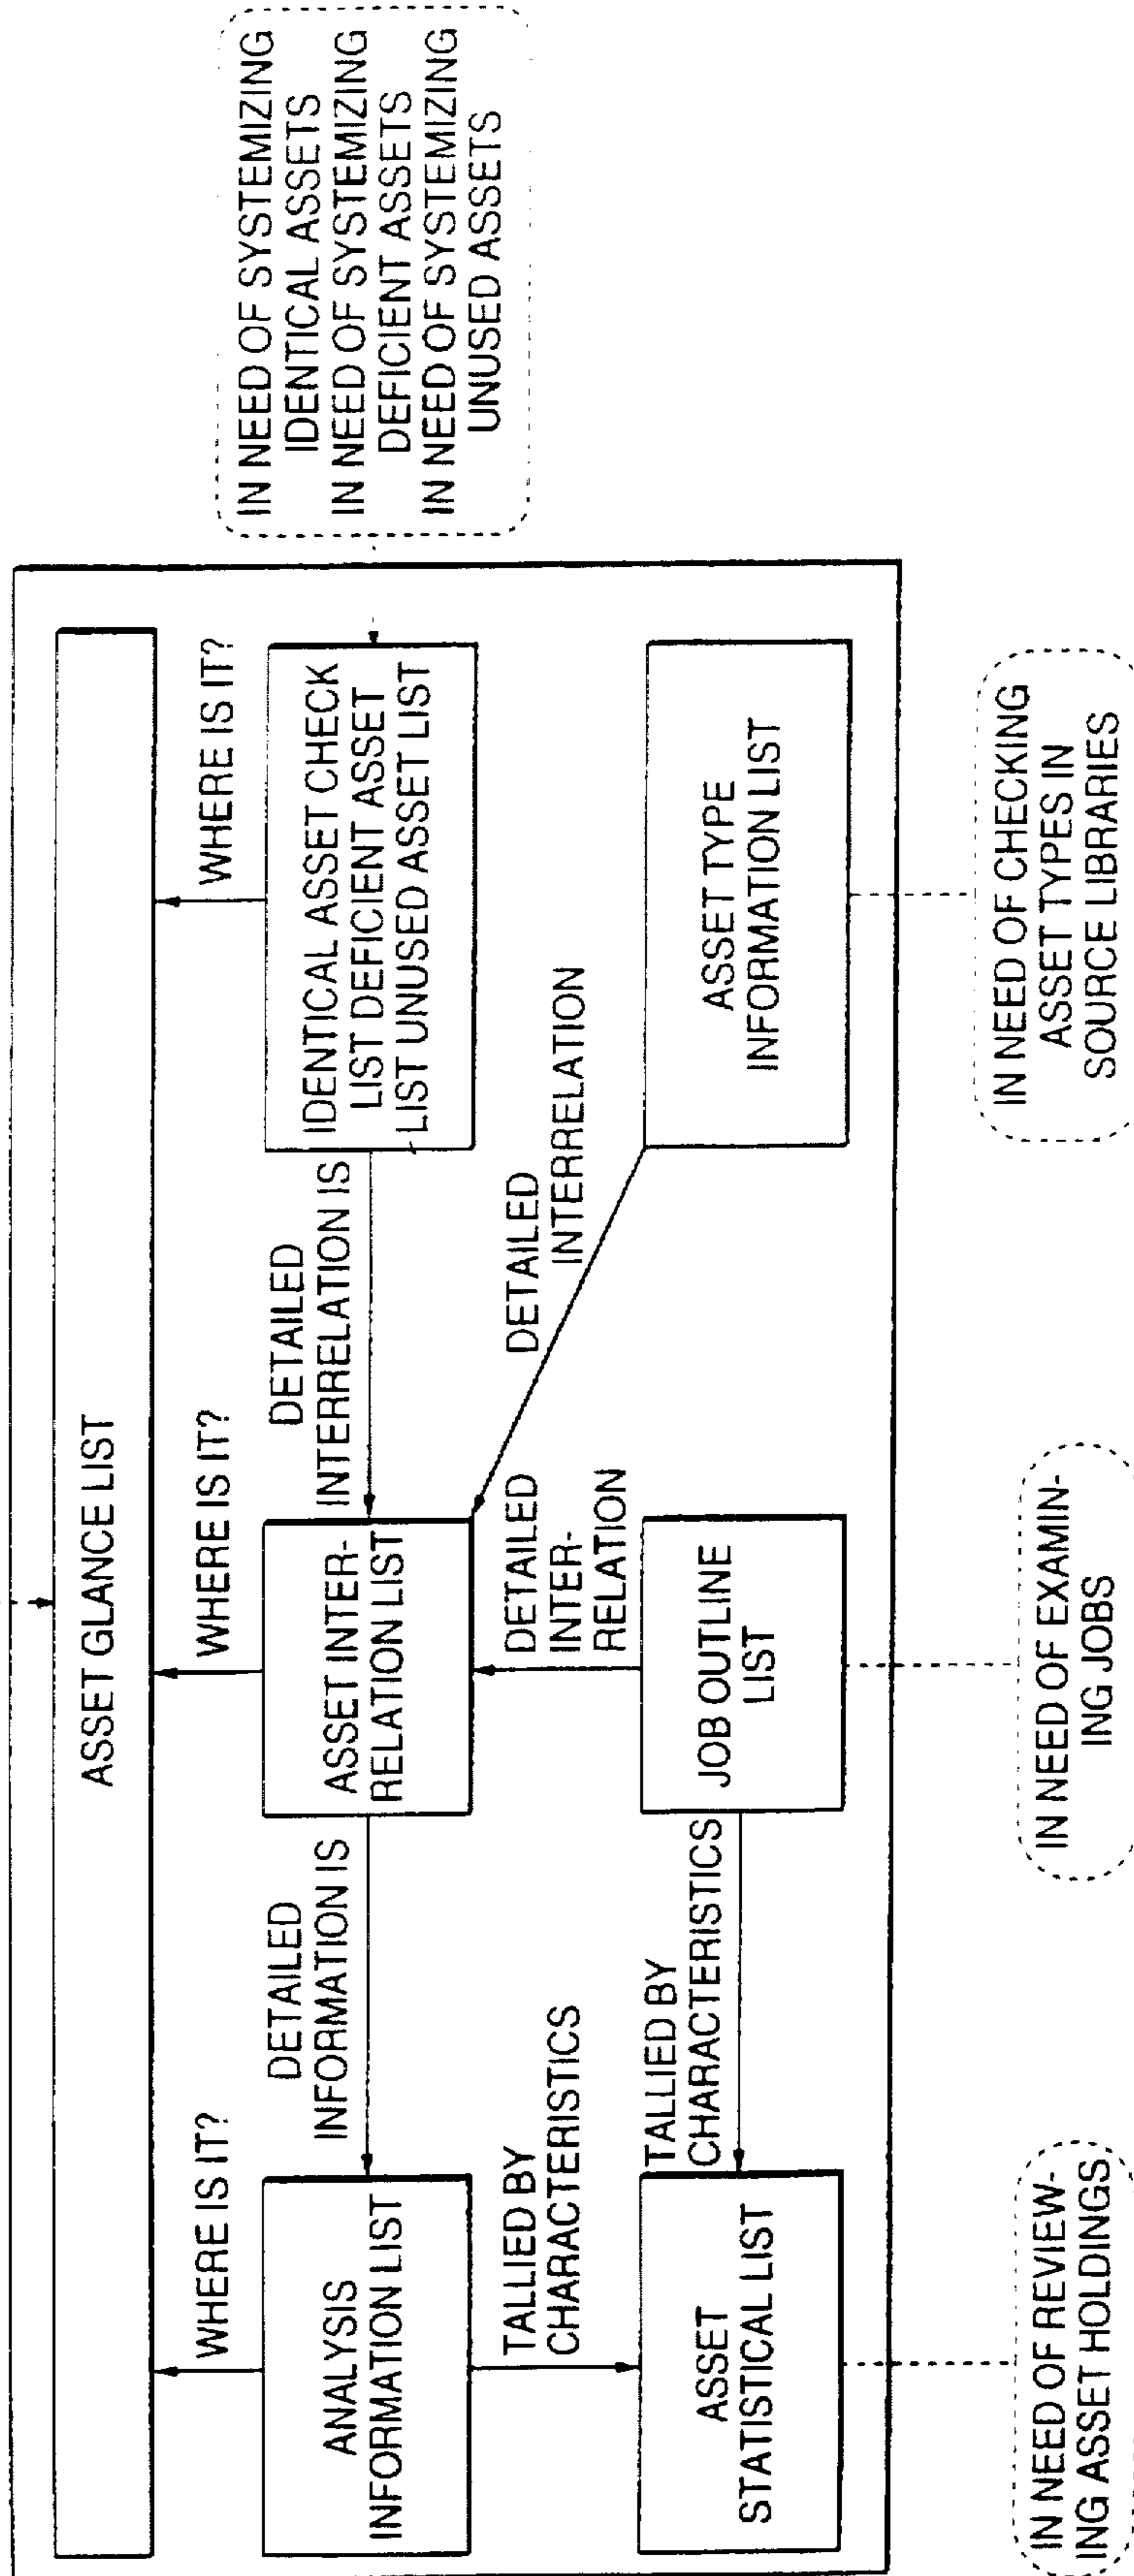 ASSET GLANCE LIST
WHERE IS IT?
WHERE IS IT?
WHERE IS IT?
ANALYSIS
INFORMATION LIST
DETAILED
INFORMATION IS
ASSET INTER-
RELATION LIST
DETAILED
INTERRELATION IS
IDENTICAL ASSET CHECK
LIST DEFICIENT ASSET
LIST UNUSED ASSET LIST
IN NEED OF SYSTEMIZING
IDENTICAL ASSETS
IN NEED OF SYSTEMIZING
DEFICIENT ASSETS
IN NEED OF SYSTEMIZING
UNUSED ASSETS
TALLIED BY
CHARACTERISTICS
DETAILED
INTER-
RELATION
DETAILED
INTERRELATION
ASSET
STATISTICAL LIST
TALLIED BY
CHARACTERISTICS
JOB OUTLINE
LIST
ASSET TYPE
INFORMATION LIST
IN NEED OF REVIEW-
ING ASSET HOLDINGS
IN NEED OF EXAMIN-
ING JOBS
IN NEED OF CHECKING
ASSET TYPES IN
SOURCE LIBRARIES